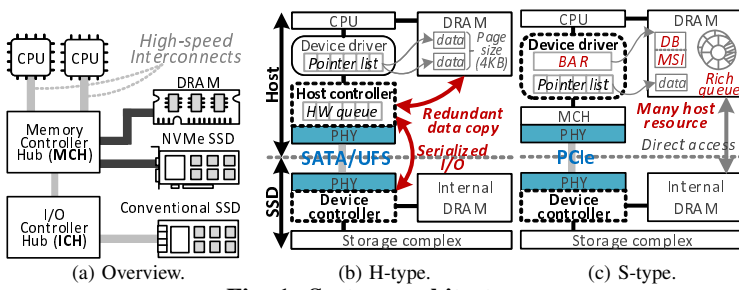 CPU
CPU
High-speed
Interconnects
DRAM
Memory
Controller
Hub (MCH)
NVMe SSD
I/O
Controller
Hub (ICH)
Conventional SSD
(a) Overview.
Host
SSD
CPU
DRAM
Device driver
Pointer list
data
data
Page
size
(4KB)
Host controller
HW queue
PHY
Redundant
data copy
SATA/UFS
Serialized
I/O
PHY
Device
controller
Internal
DRAM
Storage complex
(b) H-type.
CPU
DRAM
Device driver
BAR
Pointer list
DB
MSI
data
Rich
queue
MCH
PHY
Many host
resource
PCIe
Direct access
PHY
Device
controller
Internal
DRAM
Storage complex
(c) S-type.